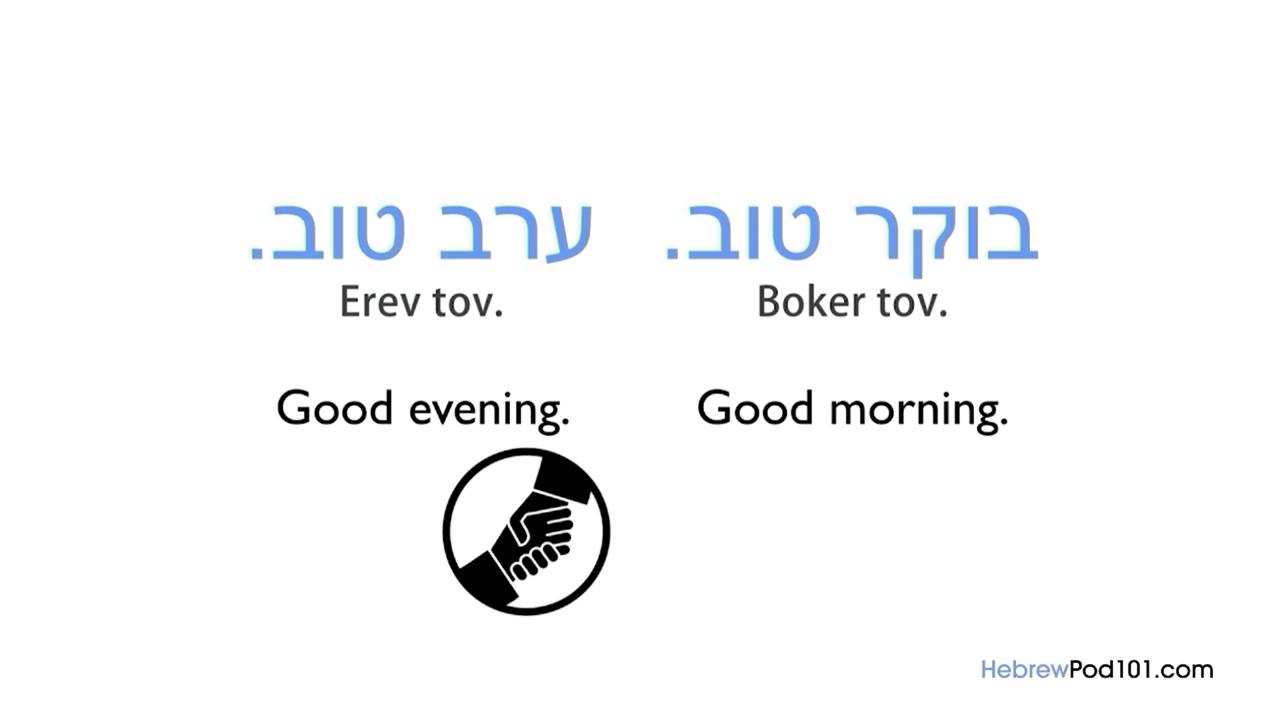 ערב טוב.
Erev tov.
Good evening.
בוקר טוב.
Boker tov.
Good morning.
HebrewPod101.com